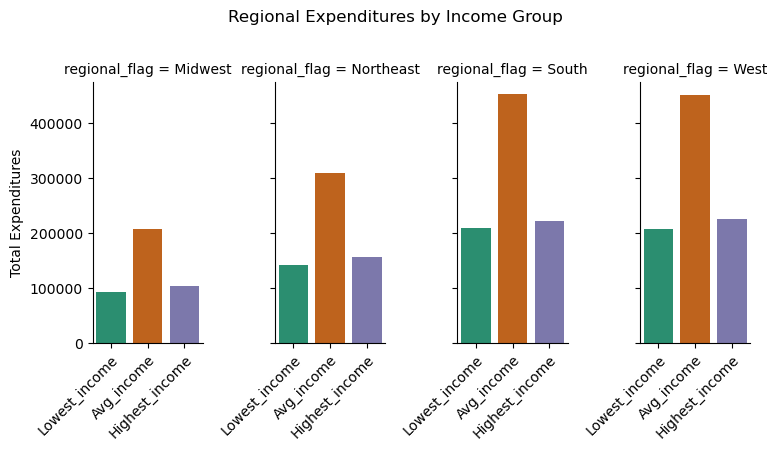 Regional Expenditures by Income Group
regional_flag = Midwest
regional_flag = Northeast
regional_flag = South
regional_flag = West
Total Expenditures
400000
300000
200000
100000
0
Lowest_income
Avg_income
Highest_income
Lowest_income
Avg_income
Highest_income
Lowest_income
Avg_income
Highest_income
Lowest_income
Avg_income
Highest_income